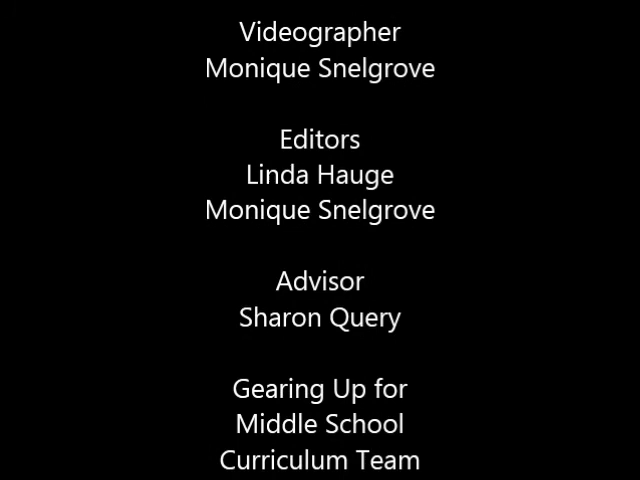 Videographer
Monique Snelgrove
Editors
Linda Hauge
Monique Snelgrove
Advisor
Sharon Query
Gearing Up for
Middle School
Curriculum Team